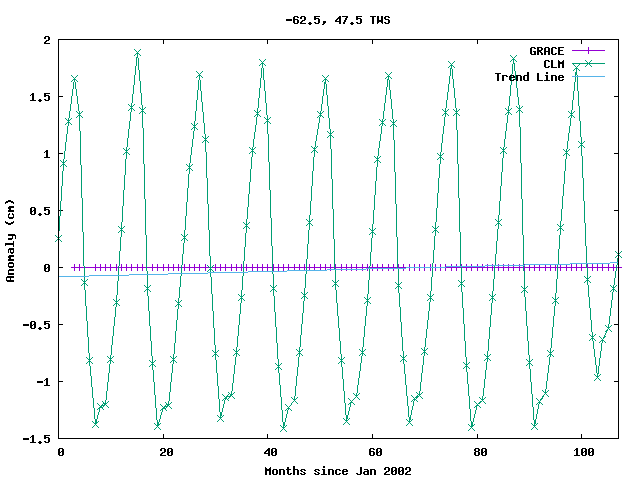 -62.5, 47.5 TWS
GRACE
CLM
Trend Line
2
1.5
1
0.5
0
-0.5
-1
-1.5
Anomaly (cm)
0 20 40 60 80 100
Months since Jan 2002